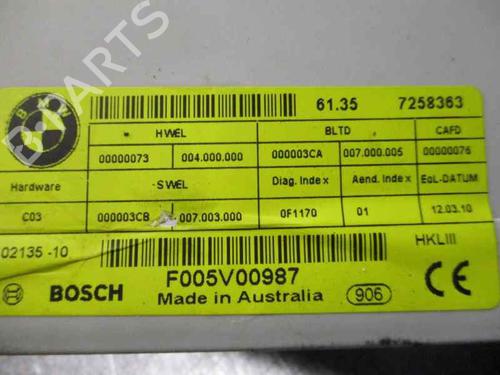 B-PARTS
BMW
61.35 7258363
HWEL BLTD CAFD
00000073 004.000.000 000003CA 007.000.005 00000076
Hardware SWEL Diag. Index Aend. Index EoL-DATUM
C03 000003CB 007.003.000 0F1170 01 12.03.10
02135 -10 HKLIII
F005V00987
BOSCH Made in Australia 906 CE